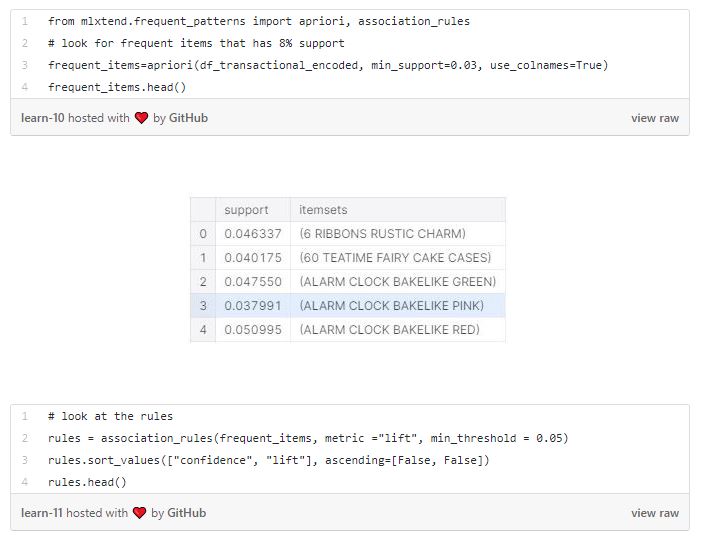 1 from mlxtend.frequent_patterns import apriori, association_rules
2 # look for frequent items that has 8% support
3 frequent_items=apriori(df_transactional_encoded, min_support=0.03, use_colnames=True)
4 frequent_items.head()
learn-10 hosted with ❤ by GitHub view raw
support itemsets
0 0.046337 (6 RIBBONS RUSTIC CHARM)
1 0.040175 (60 TEATIME FAIRY CAKE CASES)
2 0.047550 (ALARM CLOCK BAKELIKE GREEN)
3 0.037991 (ALARM CLOCK BAKELIKE PINK)
4 0.050995 (ALARM CLOCK BAKELIKE RED)
1 # look at the rules
2 rules = association_rules(frequent_items, metric ="lift", min_threshold = 0.05)
3 rules.sort_values(["confidence", "lift"], ascending=[False, False])
4 rules.head()
learn-11 hosted with ❤ by GitHub view raw